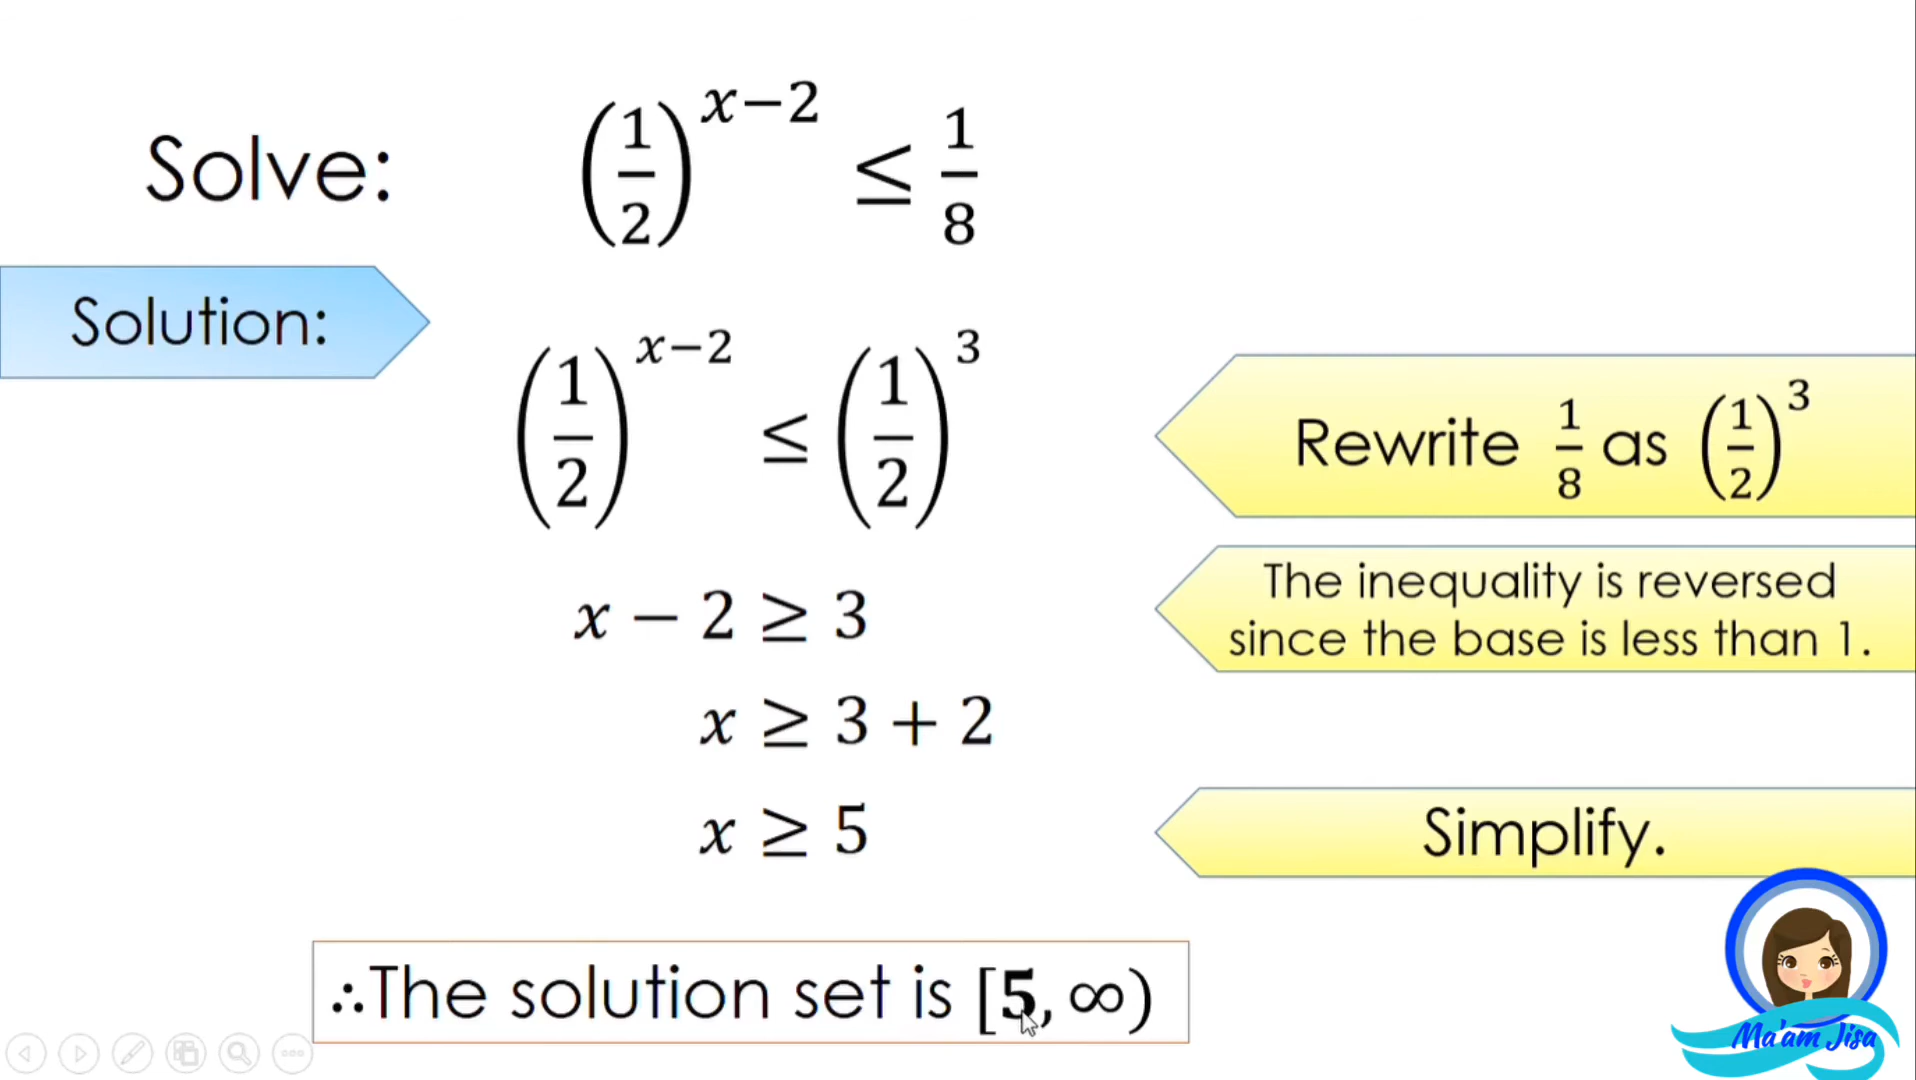 Solve: (1/2)^(x−2) ≤ 1/8
Solution:
(1/2)^(x−2) ≤ (1/2)^3
Rewrite 1/8 as (1/2)^3
x − 2 ≥ 3
The inequality is reversed
since the base is less than 1.
x ≥ 3 + 2
x ≥ 5
Simplify.
∴The solution set is [5, ∞)
Ma'am Jisa